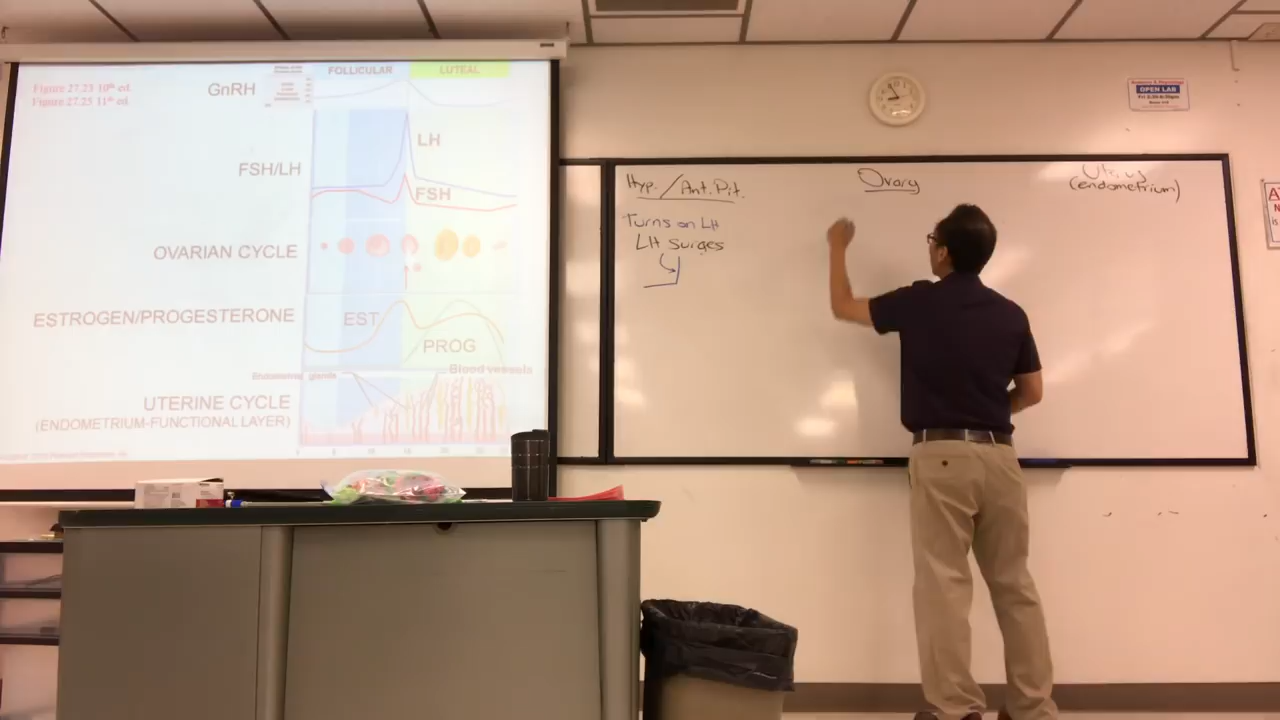 Figure 27.23 10th ed.
Figure 27.25 11th ed.
GnRH
FOLLICULAR
LUTEAL
LH
FSH/LH
FSH
OVARIAN CYCLE
ESTROGEN/PROGESTERONE
EST
PROG
Endometrial glands
Blood vessels
UTERINE CYCLE
(ENDOMETRIUM-FUNCTIONAL LAYER)
Hyp./Ant.Pit.
Turns on LH
LH Surges
Ovary
Uterus
(endometrium)
OPEN LAB